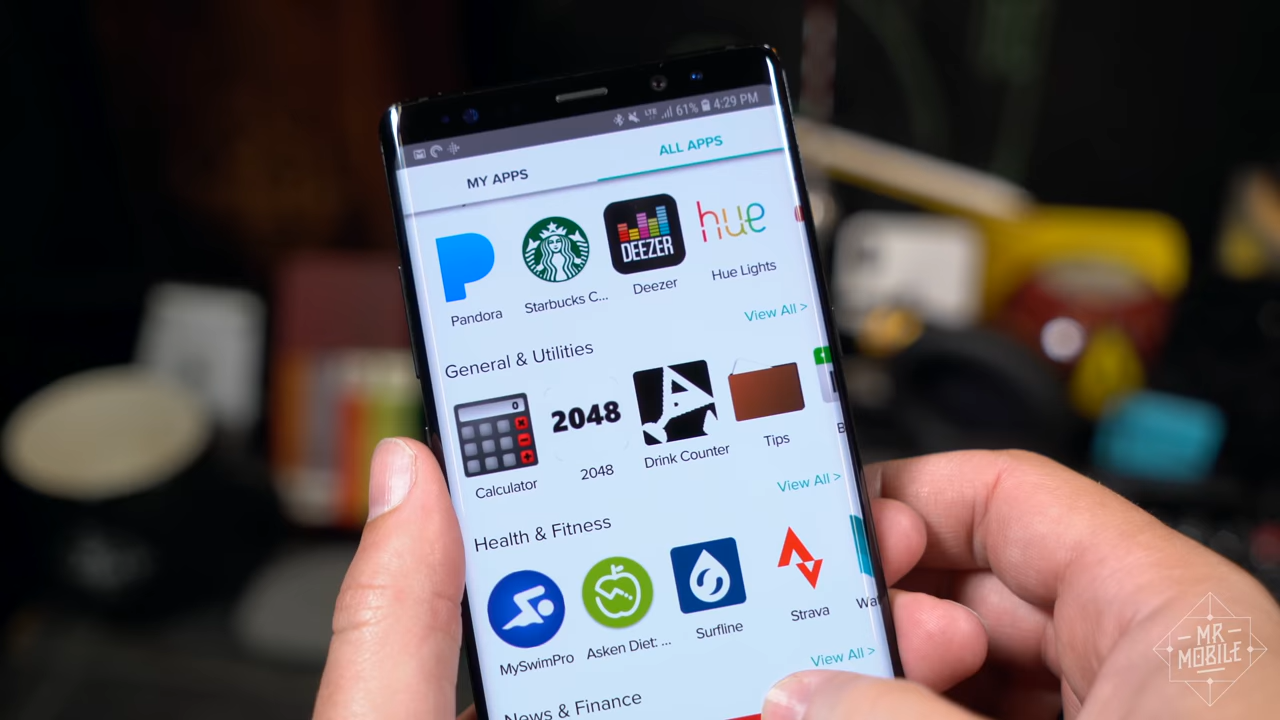 LTE 61% 4:29 PM
MY APPS
ALL APPS
hue
DEEZER
Pandora
Starbucks C...
Deezer
Hue Lights
View All >
General & Utilities
0
2048
Calculator
2048
Drink Counter
Tips
View All >
Health & Fitness
MySwimPro
Asken Diet: ...
Surfline
Strava
View All >
News & Finance
MR
MOBILE